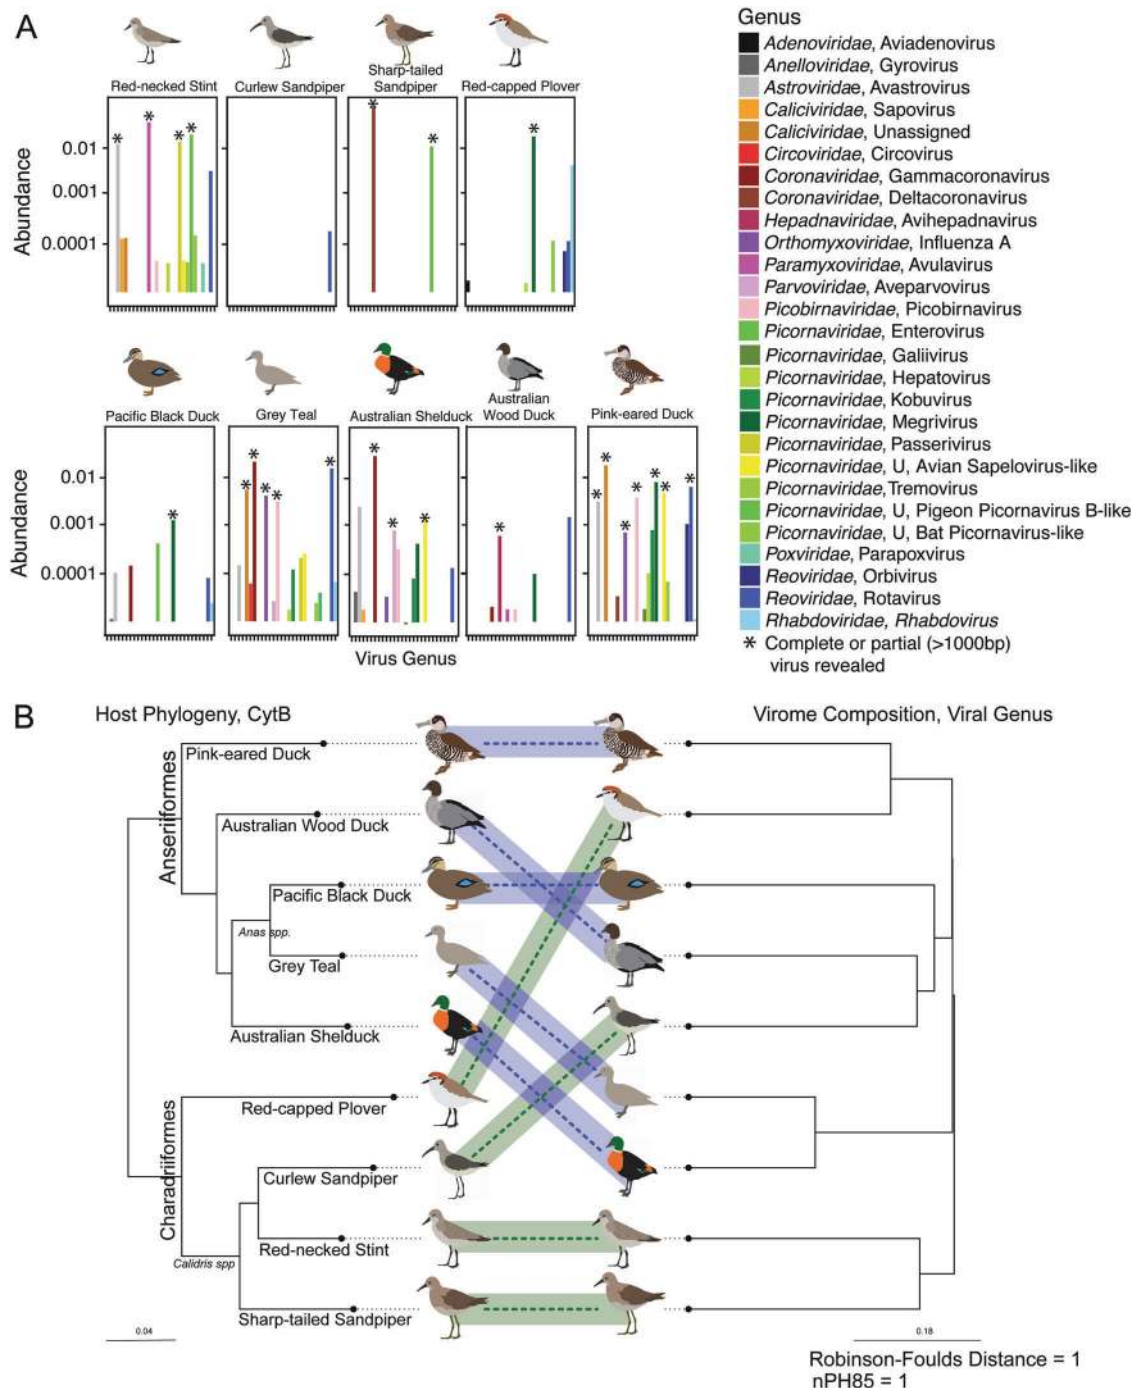 A
Red-necked Stint
Curlew Sandpiper
Sharp-tailed
Sandpiper
Red-capped Plover
Abundance
0.01
0.001
0.0001
* * * *
* *
*
Pacific Black Duck
Grey Teal
Australian Shelduck
Australian
Wood Duck
Pink-eared Duck
Abundance
0.01
0.001
0.0001
*
* * * * *
* * *
*
* * * * * * *
Virus Genus
Genus
Adenoviridae, Aviadenovirus
Anelloviridae, Gyrovirus
Astroviridae, Avastrovirus
Caliciviridae, Sapovirus
Caliciviridae, Unassigned
Circoviridae, Circovirus
Coronaviridae, Gammacoronavirus
Coronaviridae, Deltacoronavirus
Hepadnaviridae, Avihepadnavirus
Orthomyxoviridae, Influenza A
Paramyxoviridae, Avulavirus
Parvoviridae, Aveparvovirus
Picobirnaviridae, Picobirnavirus
Picornaviridae, Enterovirus
Picornaviridae, Galiivirus
Picornaviridae, Hepatovirus
Picornaviridae, Kobuvirus
Picornaviridae, Megrivirus
Picornaviridae, Passerivirus
Picornaviridae, U, Avian Sapelovirus-like
Picornaviridae,Tremovirus
Picornaviridae, U, Pigeon Picornavirus B-like
Picornaviridae, U, Bat Picornavirus-like
Poxviridae, Parapoxvirus
Reoviridae, Orbivirus
Reoviridae, Rotavirus
Rhabdoviridae, Rhabdovirus
* Complete or partial (>1000bp)
virus revealed
B
Host Phylogeny, CytB
Virome Composition, Viral Genus
Anseriiformes
Pink-eared Duck
Australian Wood Duck
Pacific Black Duck
Anas spp.
Grey Teal
Australian Shelduck
Charadriiformes
Red-capped Plover
Curlew Sandpiper
Red-necked Stint
Calidris spp
Sharp-tailed Sandpiper
0.04
0.18
Robinson-Foulds Distance = 1
nPH85 = 1